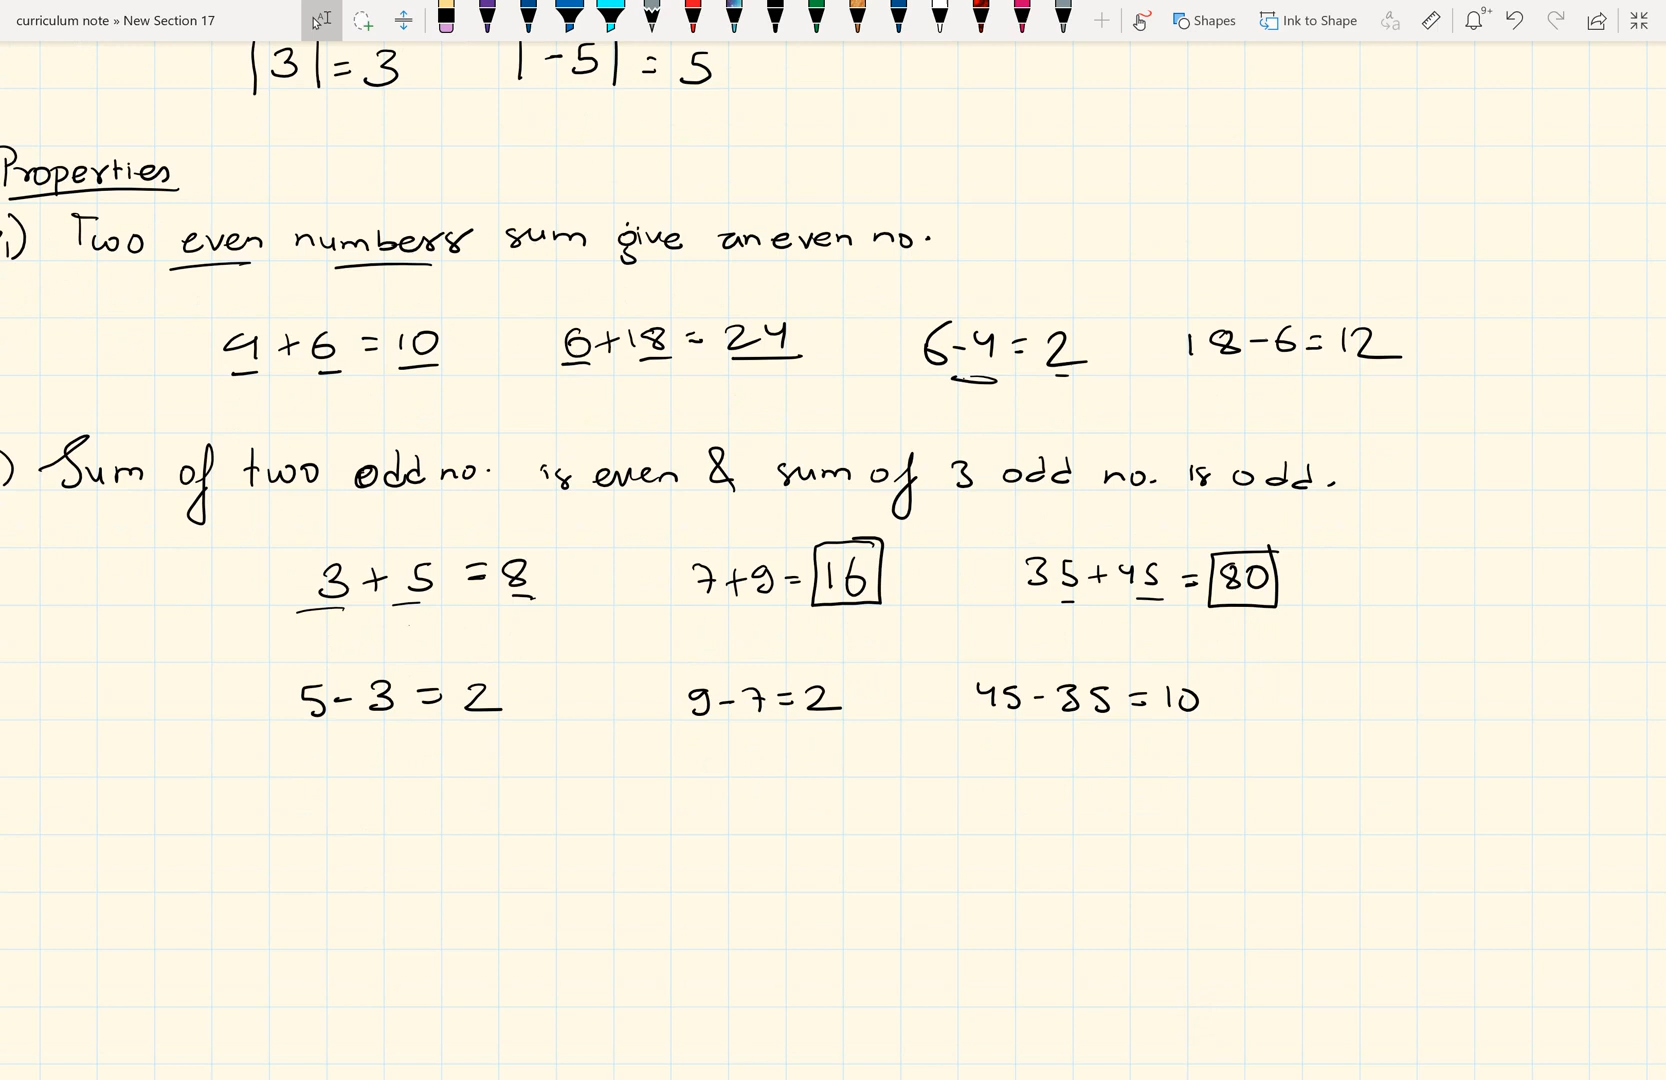 curriculum note » New Section 17
Shapes
Ink to Shape
9+
|3| = 3 |-5| = 5
Properties
i) Two even numbers sum give an even no.
4 + 6 = 10 6+18 = 24 6-4 = 2 18-6=12
) Sum of two odd no. is even & sum of 3 odd no. is odd.
3 + 5 = 8 7+9= 16 35+45 = 80
5-3 = 2 9-7=2 45-35=10